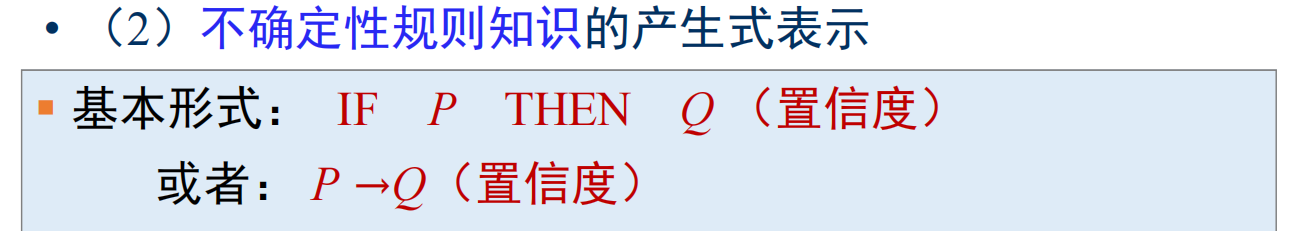 • （2）不确定性规则知识的产生式表示
▪ 基本形式： IF P THEN Q （置信度）
或者： P →Q（置信度）